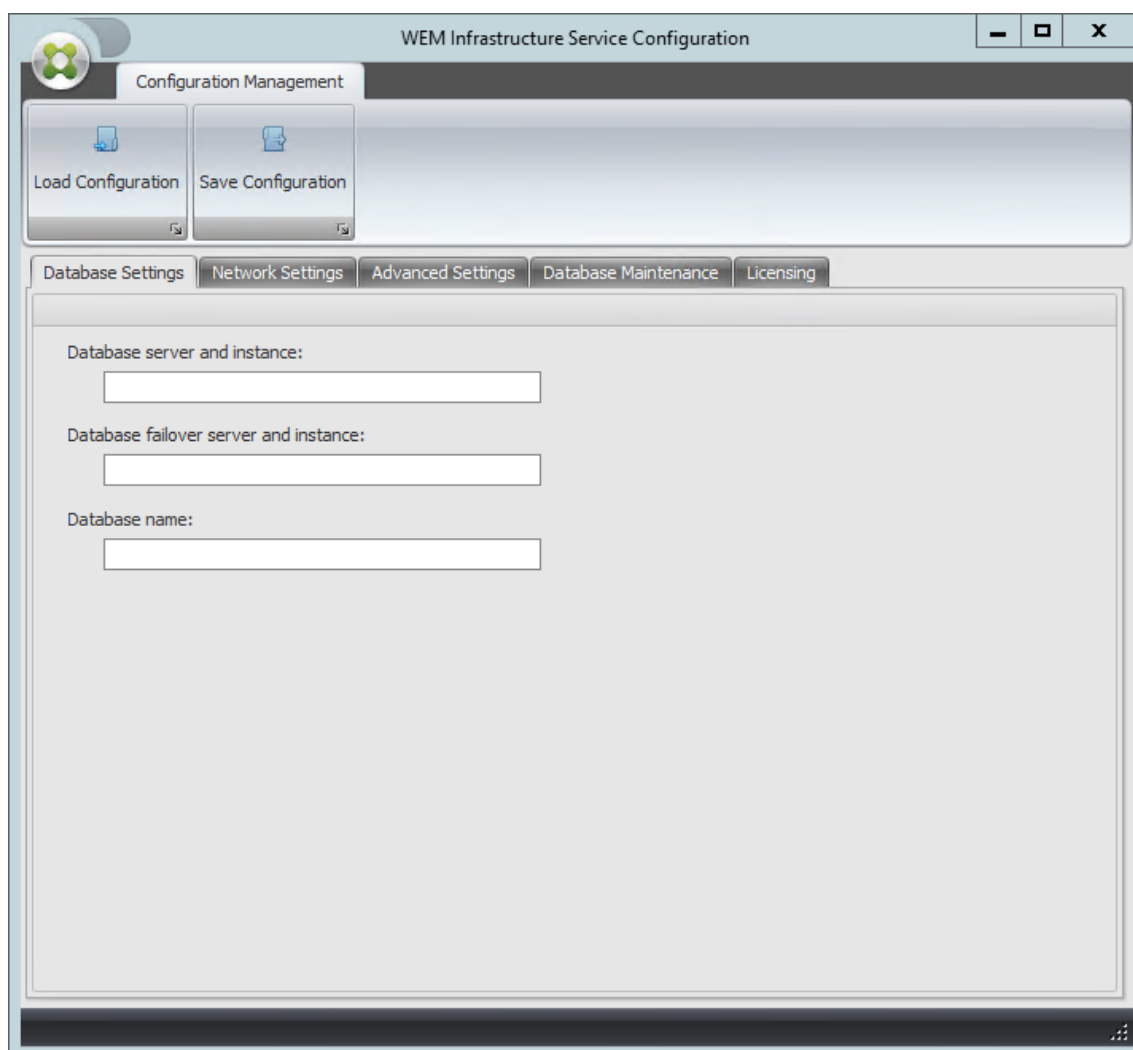 WEM Infrastructure Service Configuration
Configuration Management
Load Configuration
Save Configuration
Database Settings
Network Settings
Advanced Settings
Database Maintenance
Licensing
Database server and instance:
Database failover server and instance:
Database name: